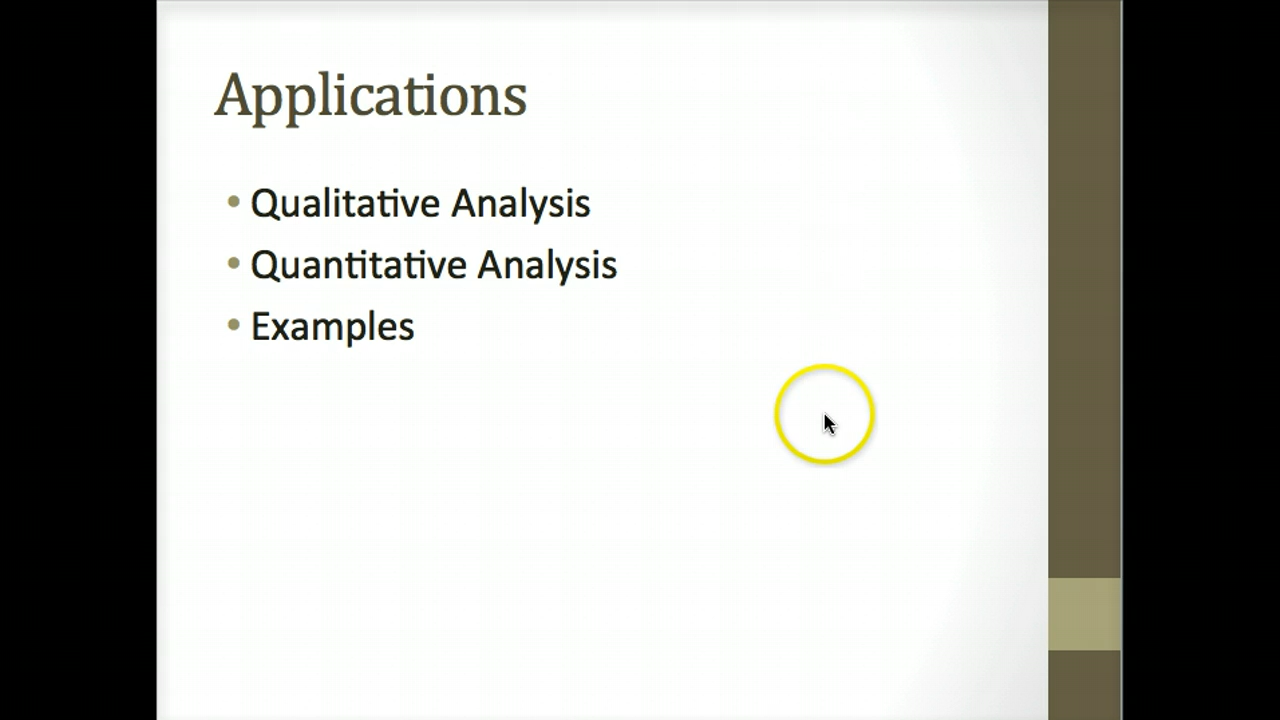 Applications
• Qualitative Analysis
• Quantitative Analysis
• Examples